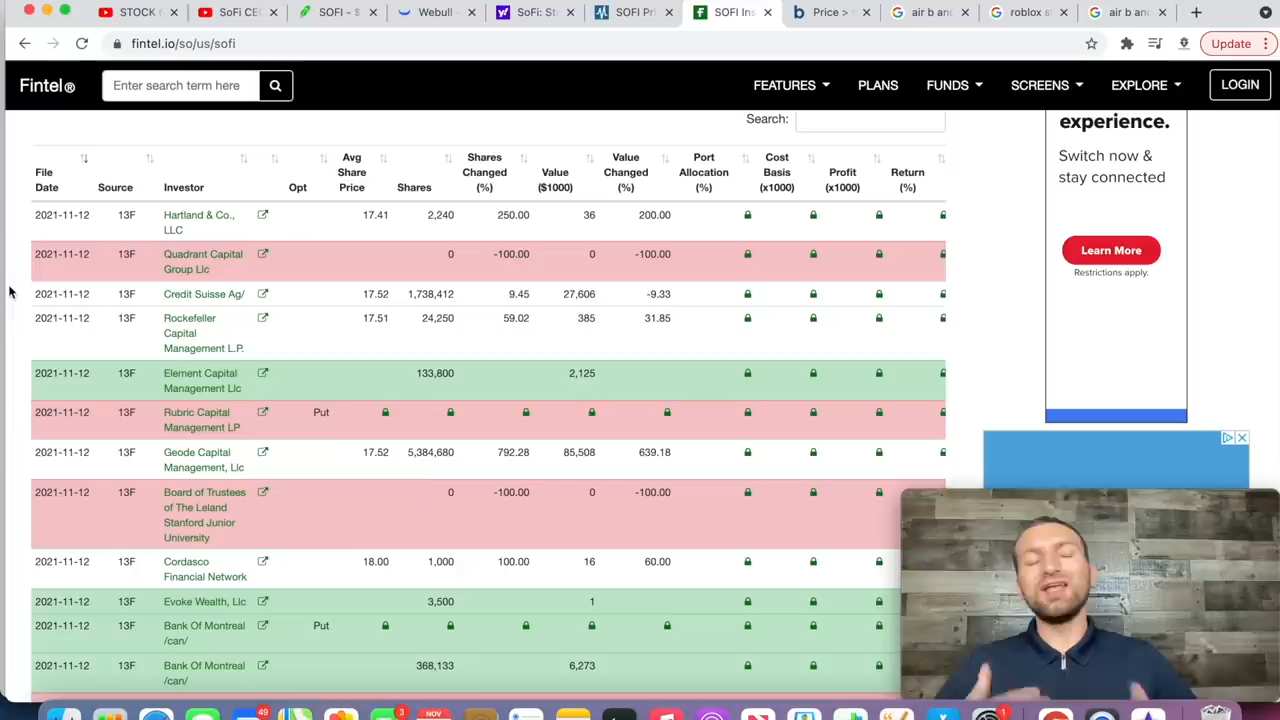 STOCK f
SoFi CEO
SOFI - $
Webull -
SoFi: St
SOFI Pri
SOFI Ins
Price >
air b and
roblox s
air b and
fintel.io/so/us/sofi
Update
Fintel®
Enter search term here
FEATURES
PLANS
FUNDS
SCREENS
EXPLORE
LOGIN
Search:
File Date Source Investor Opt Avg Share Price Shares Shares Changed (%) Value ($1000) Value Changed (%) Port Allocation (%) Cost Basis (x1000) Profit (x1000) Return (%)
2021-11-12 13F Hartland & Co., 17.41 2,240 250.00 36 200.00
LLC
2021-11-12 13F Quadrant Capital 0 -100.00 0 -100.00
Group Llc
2021-11-12 13F Credit Suisse Ag/ 17.52 1,738,412 9.45 27,606 -9.33
2021-11-12 13F Rockefeller 17.51 24,250 59.02 385 31.85
Capital
Management L.P.
2021-11-12 13F Element Capital 133,800 2,125
Management Llc
2021-11-12 13F Rubric Capital Put
Management LP
2021-11-12 13F Geode Capital 17.52 5,384,680 792.28 85,508 639.18
Management, Llc
2021-11-12 13F Board of Trustees 0 -100.00 0 -100.00
of The Leland
Stanford Junior
University
2021-11-12 13F Cordasco 18.00 1,000 100.00 16 60.00
Financial Network
2021-11-12 13F Evoke Wealth, Llc 3,500 1
2021-11-12 13F Bank Of Montreal Put
/can/
2021-11-12 13F Bank Of Montreal 368,133 6,273
/can/
experience.
Switch now &
stay connected
Learn More
Restrictions apply.
49
3
NOV
1